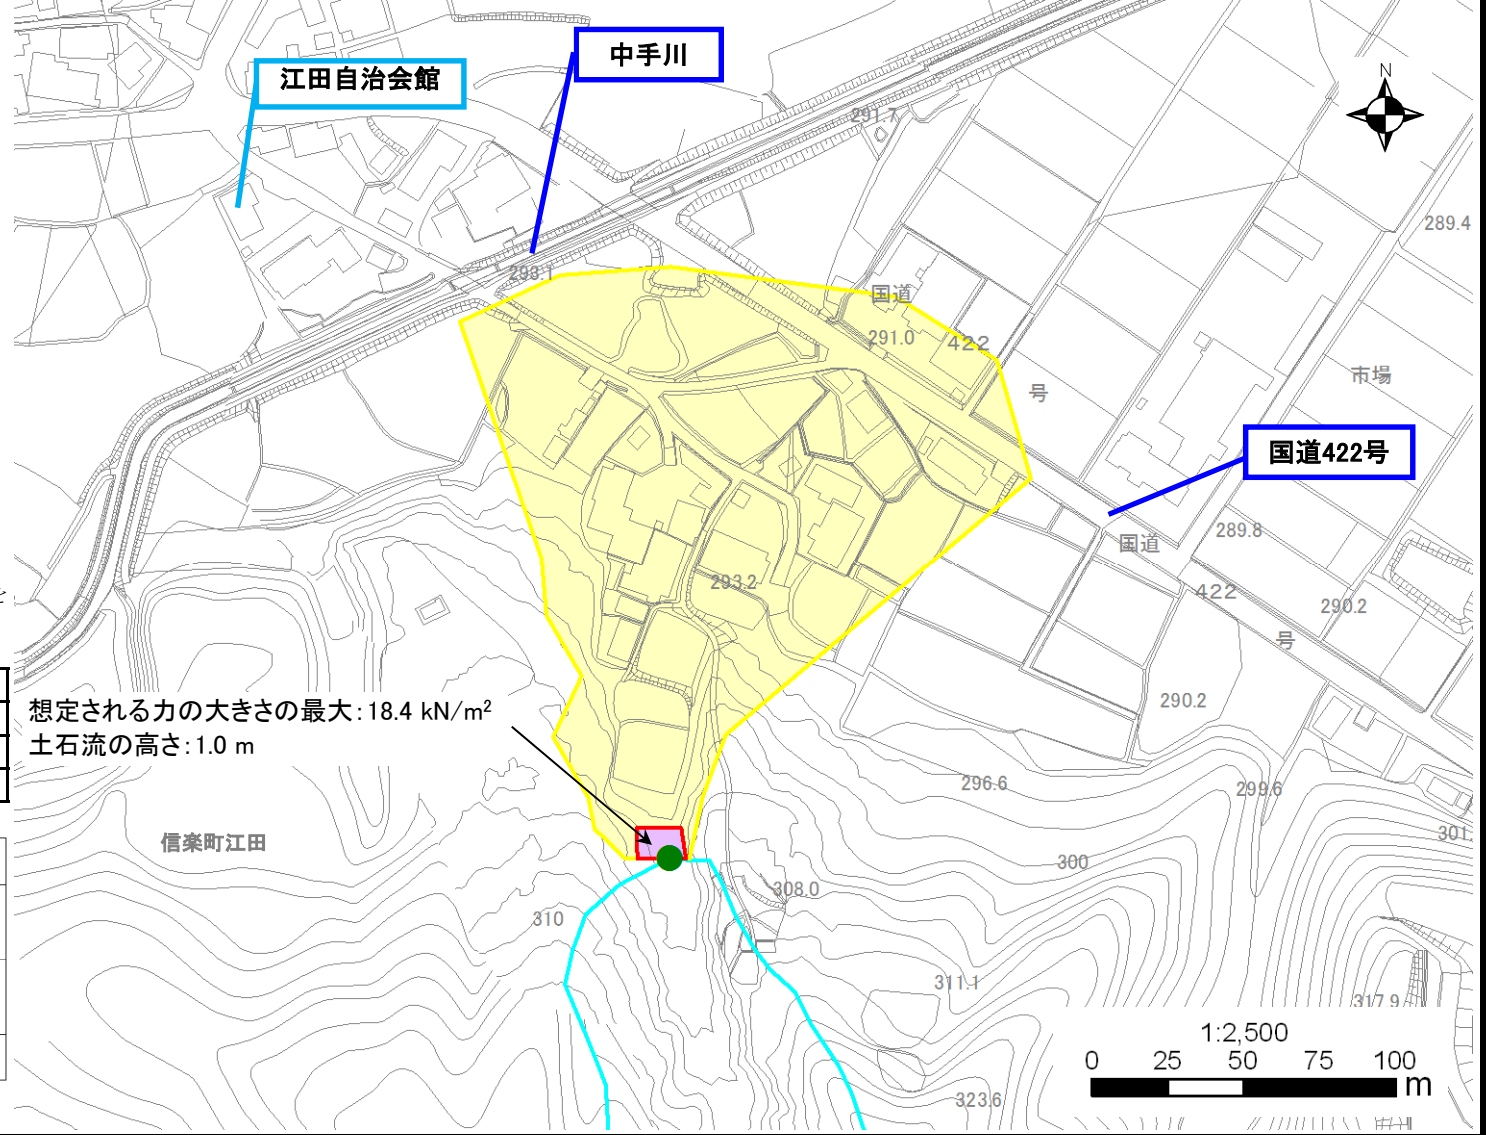 中手川
江田自治会館
N
291.7
289.4
293.1
国道
291.0
422
号
市場
国道422号
289.8
国道
293.2
422
290.2
号
と
290.2
想定される力の大きさの最大：18.4 kN/m²
土石流の高さ：1.0 m
296.6
299.6
301.
信楽町江田
300
308.0
310
311.1
317.9
1:2,500
0 25 50 75 100
m
323.6